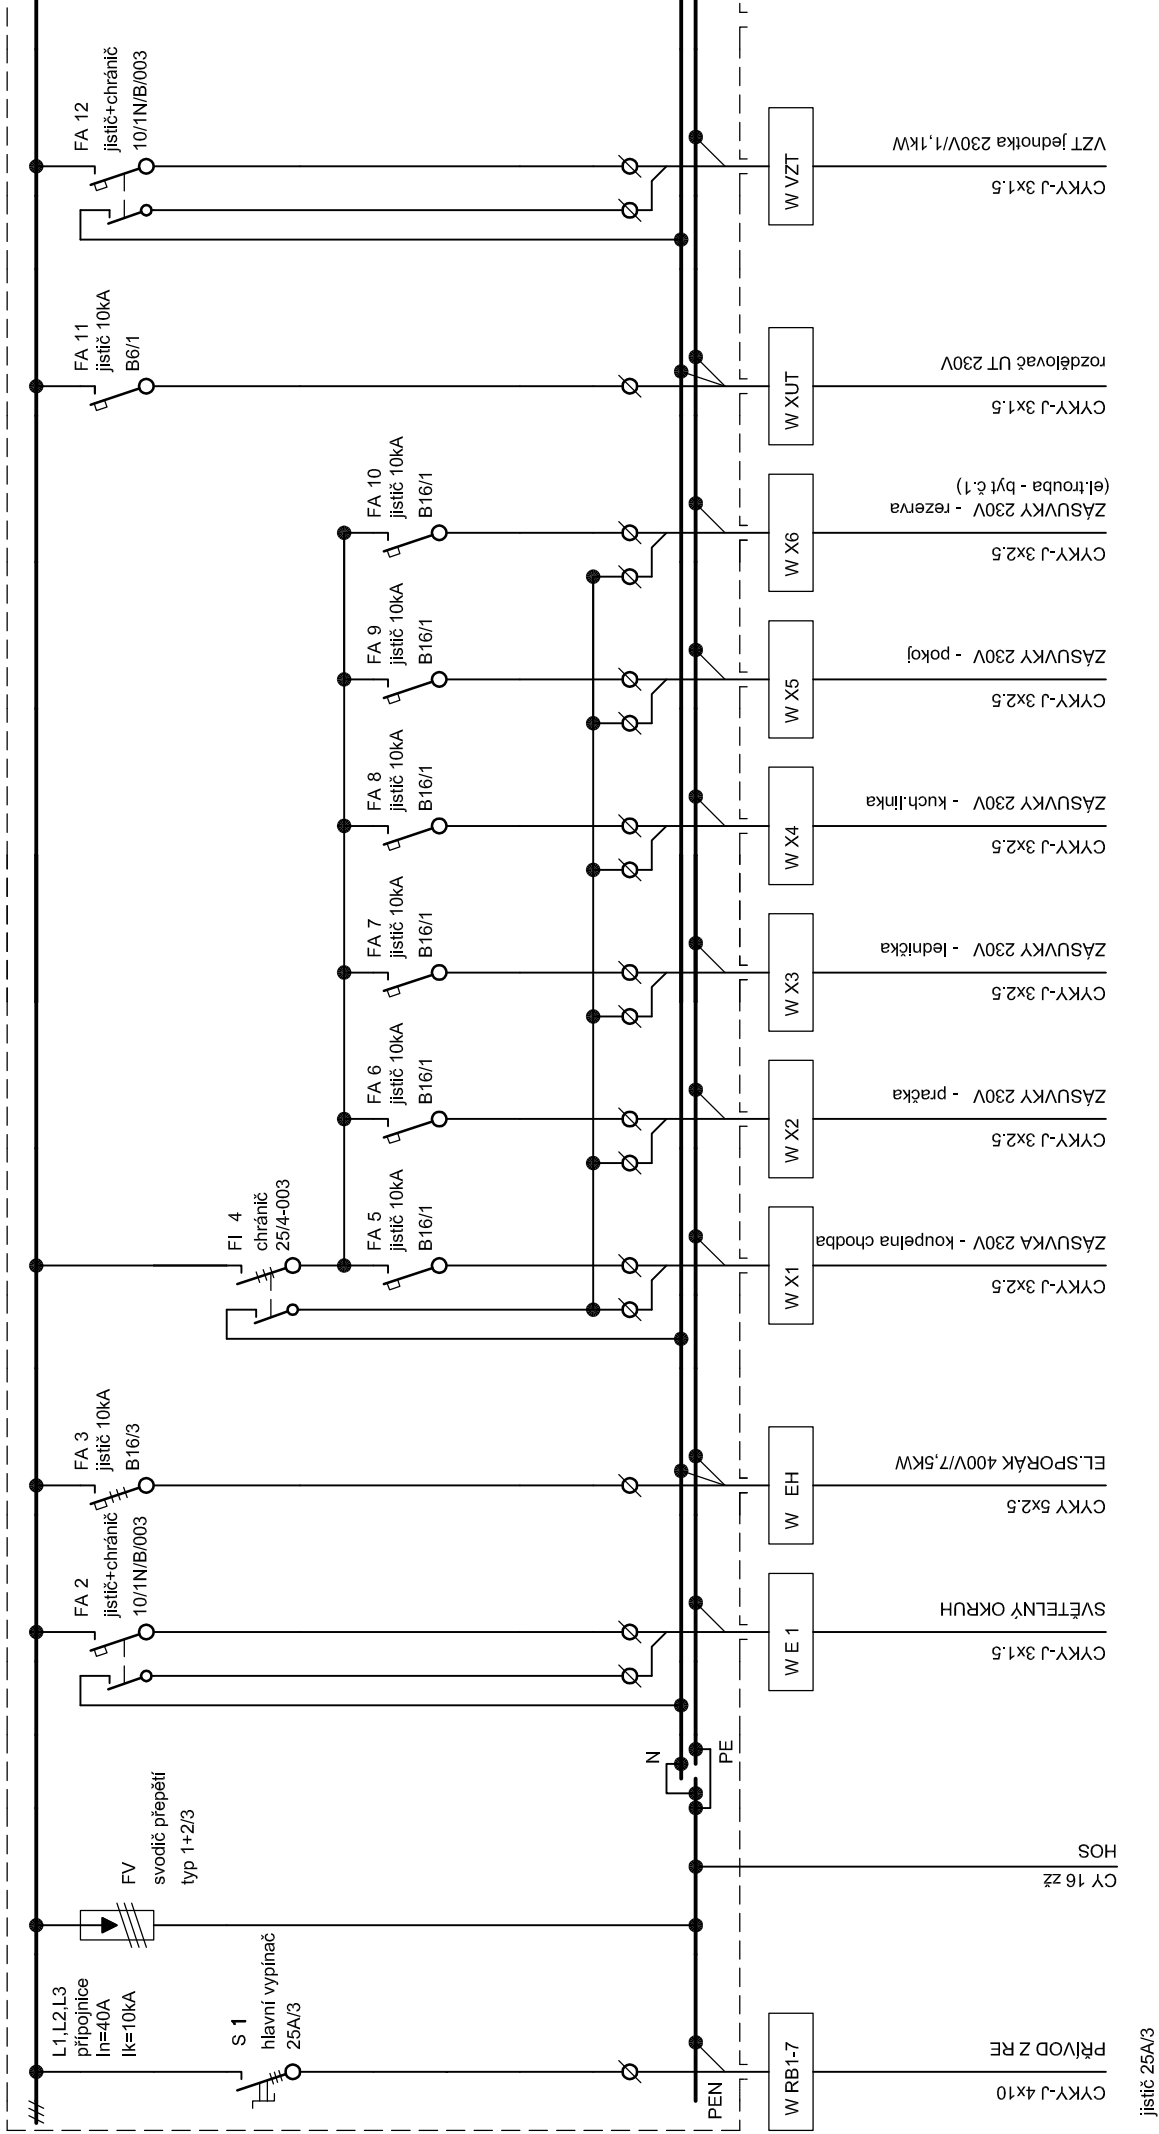 L1,L2,L3
přípojnice
In=40A
Ik=10kA
S 1
hlavní vypínač
25A/3
PEN
W RB1-7
PŘÍVOD Z RE
CYKY-J 4x10
jistič 25A/3
FV
svodič přepětí
typ 1+2/3
HOS
CY 16 zž
N
PE
FA 2
jistič+chránič
10/1N/B/003
W E 1
SVĚTELNÝ OKRUH
CYKY-J 3x1.5
FA 3
jistič 10kA
B16/3
W EH
EL.SPORÁK 400V/7,5KW
CYKY 5x2.5
FI 4
chránič
25/4-003
FA 5
jistič 10kA
B16/1
W X1
ZÁSUVKA 230V - koupelna chodba
CYKY-J 3x2.5
FA 6
jistič 10kA
B16/1
W X2
ZÁSUVKY 230V - pračka
CYKY-J 3x2.5
FA 7
jistič 10kA
B16/1
W X3
ZÁSUVKY 230V - lednička
CYKY-J 3x2.5
FA 8
jistič 10kA
B16/1
W X4
ZÁSUVKY 230V - kuch.linka
CYKY-J 3x2.5
FA 9
jistič 10kA
B16/1
W X5
ZÁSUVKY 230V - pokoj
CYKY-J 3x2.5
FA 10
jistič 10kA
B16/1
W X6
ZÁSUVKY 230V - rezerva
(el.trouba - byt č.1)
CYKY-J 3x2.5
FA 11
jistič 10kA
B6/1
W XUT
rozdělovač UT 230V
CYKY-J 3x1.5
FA 12
jistič+chránič
10/1N/B/003
W VZT
VZT jednotka 230V/1,1kW
CYKY-J 3x1.5